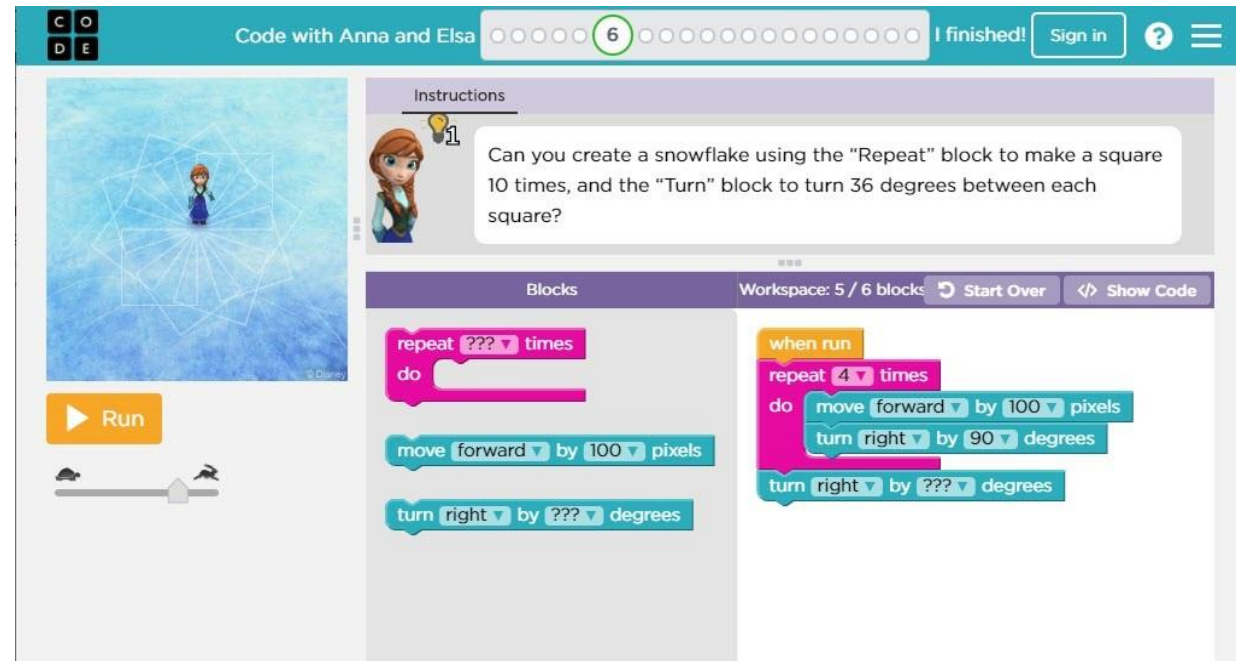 C O
D E
Code with Anna and Elsa
6
I finished!
Sign in
?
Instructions
1
Can you create a snowflake using the “Repeat” block to make a square
10 times, and the “Turn” block to turn 36 degrees between each
square?
Blocks
Workspace: 5 / 6 blocks
Start Over
</> Show Code
© Disney
Run
repeat ??? times
do
move forward by 100 pixels
turn right by ??? degrees
when run
repeat 4 times
do move forward by 100 pixels
turn right by 90 degrees
turn right by ??? degrees